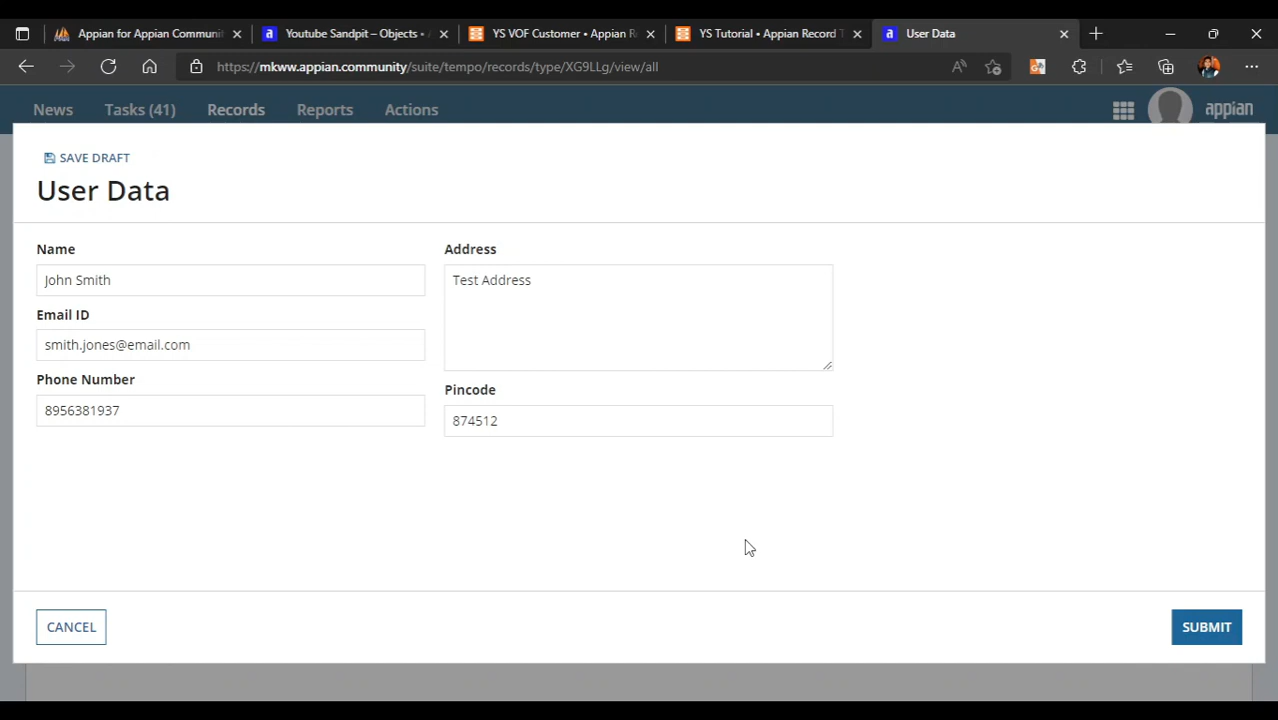 Appian for Appian Communit
Youtube Sandpit – Objects •
YS VOF Customer • Appian R
YS Tutorial • Appian Record T
User Data
https://mkww.appian.community/suite/tempo/records/type/XG9LLg/view/all
News
Tasks (41)
Records
Reports
Actions
appian
SAVE DRAFT
User Data
Name
John Smith
Email ID
smith.jones@email.com
Phone Number
8956381937
Address
Test Address
Pincode
874512
CANCEL
SUBMIT